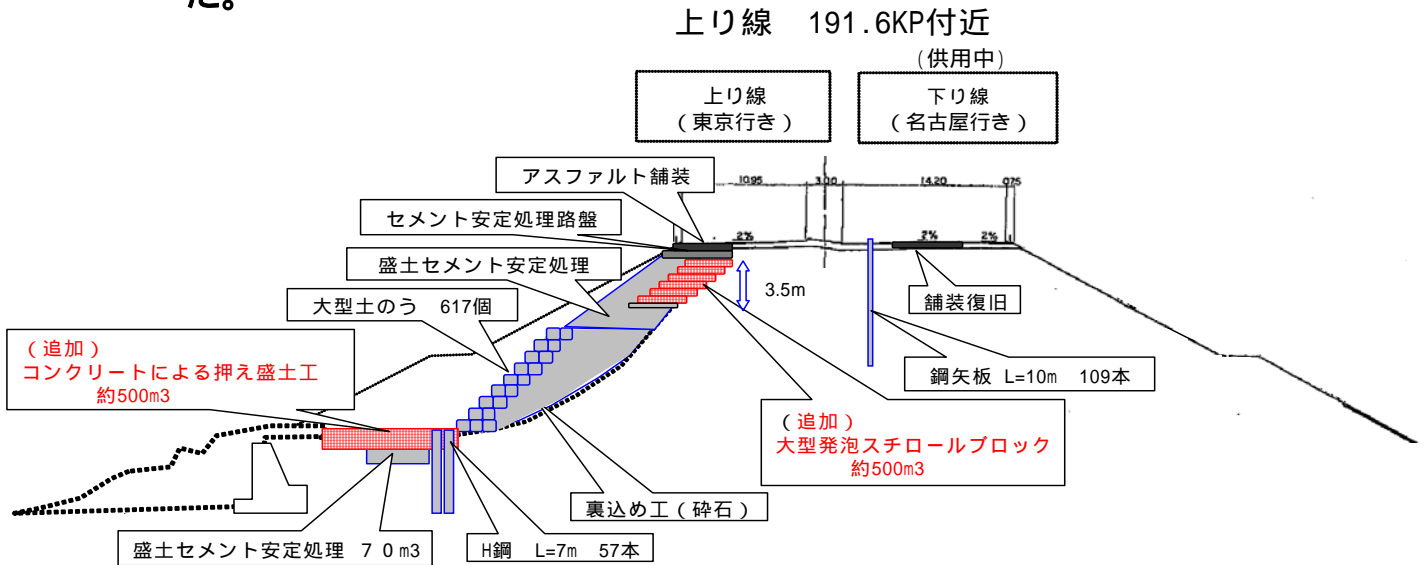 た。
上り線　191.6KP付近
(供用中)
上り線
（東京行き）
下り線
（名古屋行き）
アスファルト舗装
10.95
3.00
14.20
0.75
セメント安定処理路盤
2%
2%
2%
盛土セメント安定処理
3.5m
舗装復旧
大型土のう　617個
（追加）
コンクリートによる押え盛土工
約500m3
鋼矢板 L=10m　109本
（追加）
大型発泡スチロールブロック
約500m3
裏込め工（砕石）
盛土セメント安定処理　７０m3
H鋼　L=7m　57本